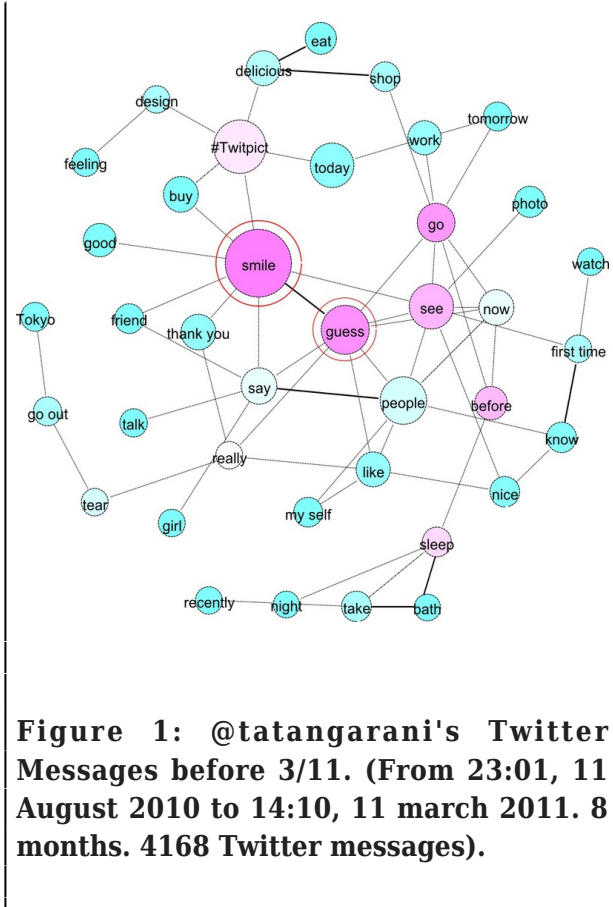 eat
delicious
shop
design
tomorrow
work
#Twitpict
feeling
today
buy
photo
go
good
smile
watch
see
now
Tokyo
friend
thank you
guess
first time
say
people
before
go out
talk
know
really
like
tear
nice
girl
my self
sleep
recently
night
take
bath
Figure 1: @tatangarani's Twitter
Messages before 3/11. (From 23:01, 11
August 2010 to 14:10, 11 march 2011. 8
months. 4168 Twitter messages).